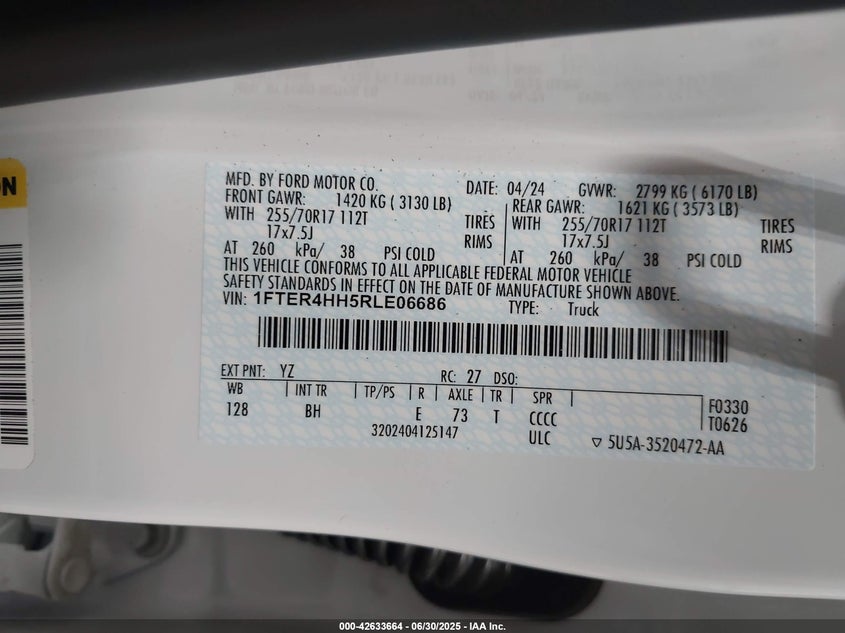 ON
MFD. BY FORD MOTOR CO. DATE: 04/24 GVWR: 2799 KG ( 6170 LB)
FRONT GAWR: 1420 KG ( 3130 LB) REAR GAWR: 1621 KG ( 3573 LB)
WITH 255/70R17 112T TIRES WITH 255/70R17 112T TIRES
17x7.5J RIMS 17x7.5J RIMS
AT 260 kPa/ 38 PSI COLD AT 260 kPa/ 38 PSI COLD
THIS VEHICLE CONFORMS TO ALL APPLICABLE FEDERAL MOTOR VEHICLE
SAFETY STANDARDS IN EFFECT ON THE DATE OF MANUFACTURE SHOWN ABOVE.
VIN: 1FTER4HH5RLE06686 TYPE: Truck
EXT PNT: YZ RC: 27 DSO:
WB INT TR TP/PS R AXLE TR SPR F0330
128 BH E 73 T CCCC T0626
3202404125147 ULC ▽ 5U5A-3520472-AA
000-42633664 - 06/30/2025 - IAA Inc.